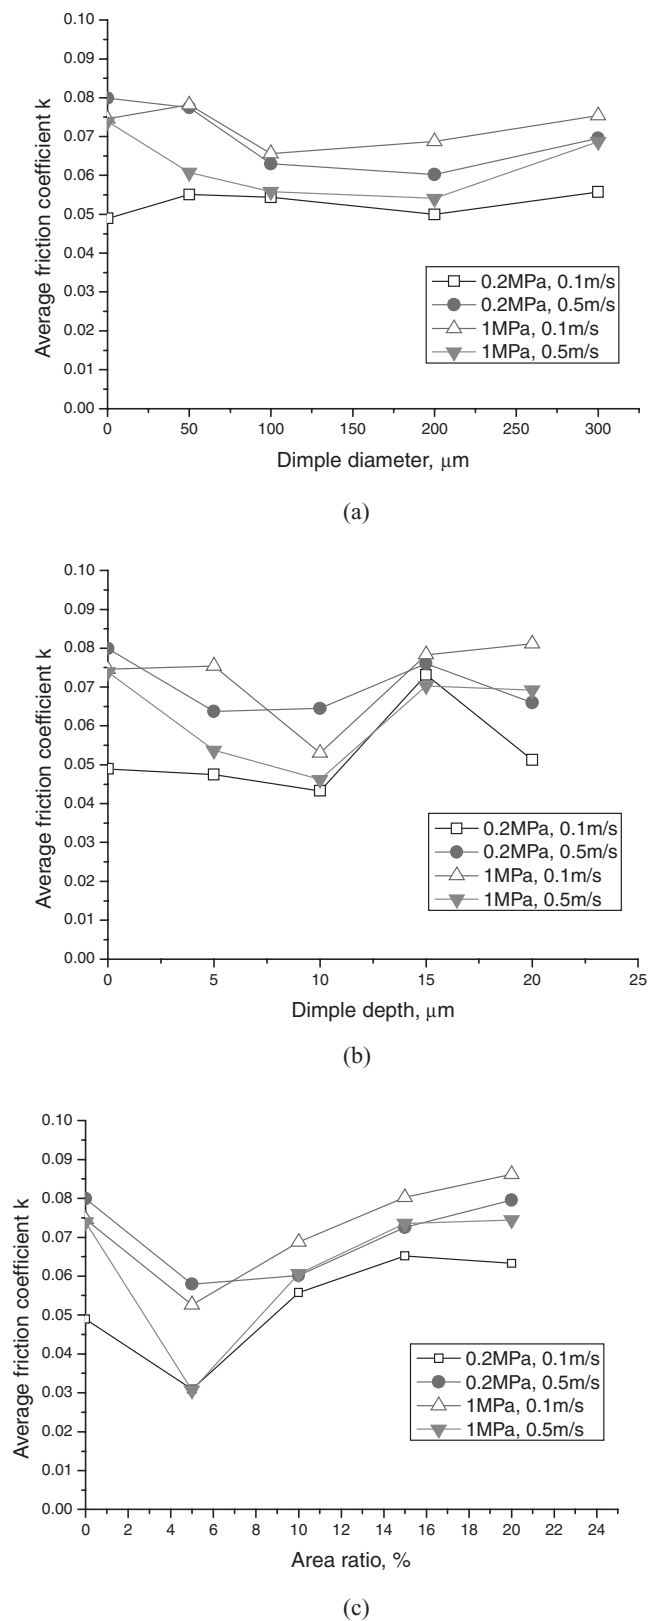 0.10
0.09
0.08
0.07
0.06
0.05
0.04
0.03
0.02
0.01
0.00
Average friction coefficient k
0.2MPa, 0.1m/s
0.2MPa, 0.5m/s
1MPa, 0.1m/s
1MPa, 0.5m/s
0 50 100 150 200 250 300
Dimple diameter, μm
(a)
0.10
0.09
0.08
0.07
0.06
0.05
0.04
0.03
0.02
0.01
0.00
Average friction coefficient k
0.2MPa, 0.1m/s
0.2MPa, 0.5m/s
1MPa, 0.1m/s
1MPa, 0.5m/s
0 5 10 15 20 25
Dimple depth, μm
(b)
0.10
0.09
0.08
0.07
0.06
0.05
0.04
0.03
0.02
0.01
0.00
Average friction coefficient k
0.2MPa, 0.1m/s
0.2MPa, 0.5m/s
1MPa, 0.1m/s
1MPa, 0.5m/s
0 2 4 6 8 10 12 14 16 18 20 22 24
Area ratio, %
(c)